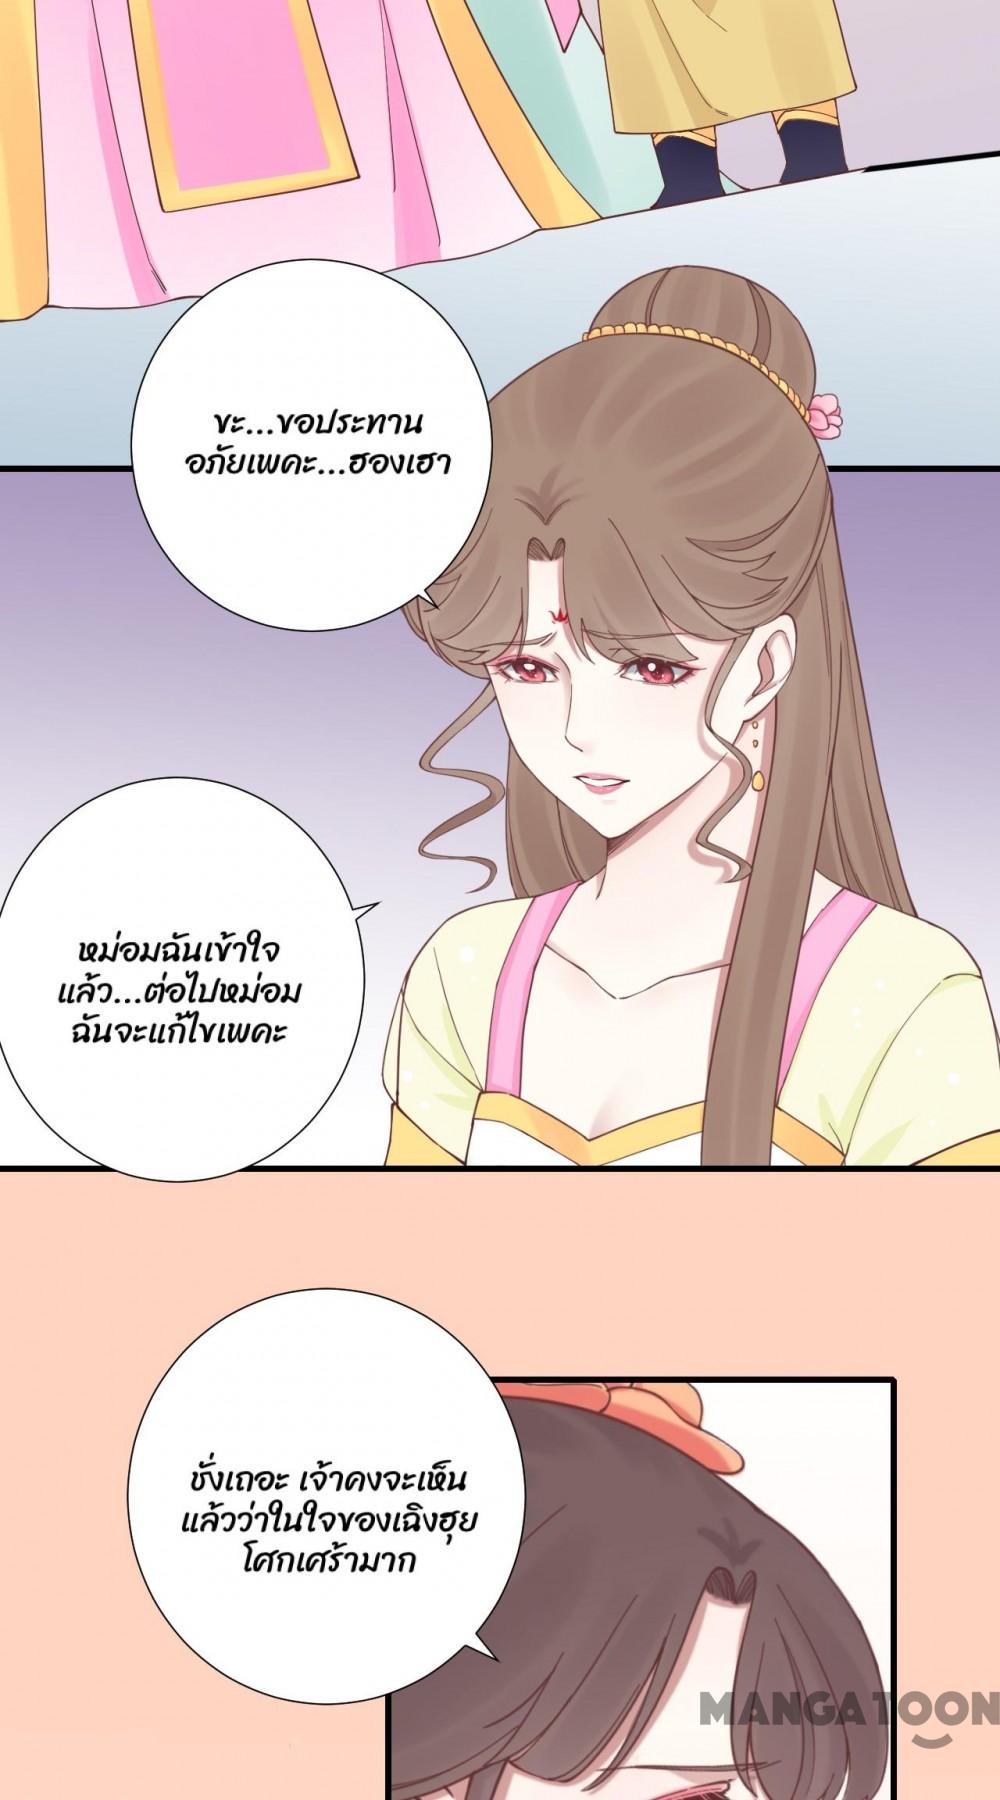 ขะ...ขอประทาน
อภัยเพคะ...ฮองเฮา
หม่อมฉันเข้าใจ
แล้ว...ต่อไปหม่อม
ฉันจะแก้ไขเพคะ
ชั่งเถอะ เจ้าคงจะเห็น
แล้วว่าในใจของเฉิงฮุย
โศกเศร้ามาก
MANGATOON